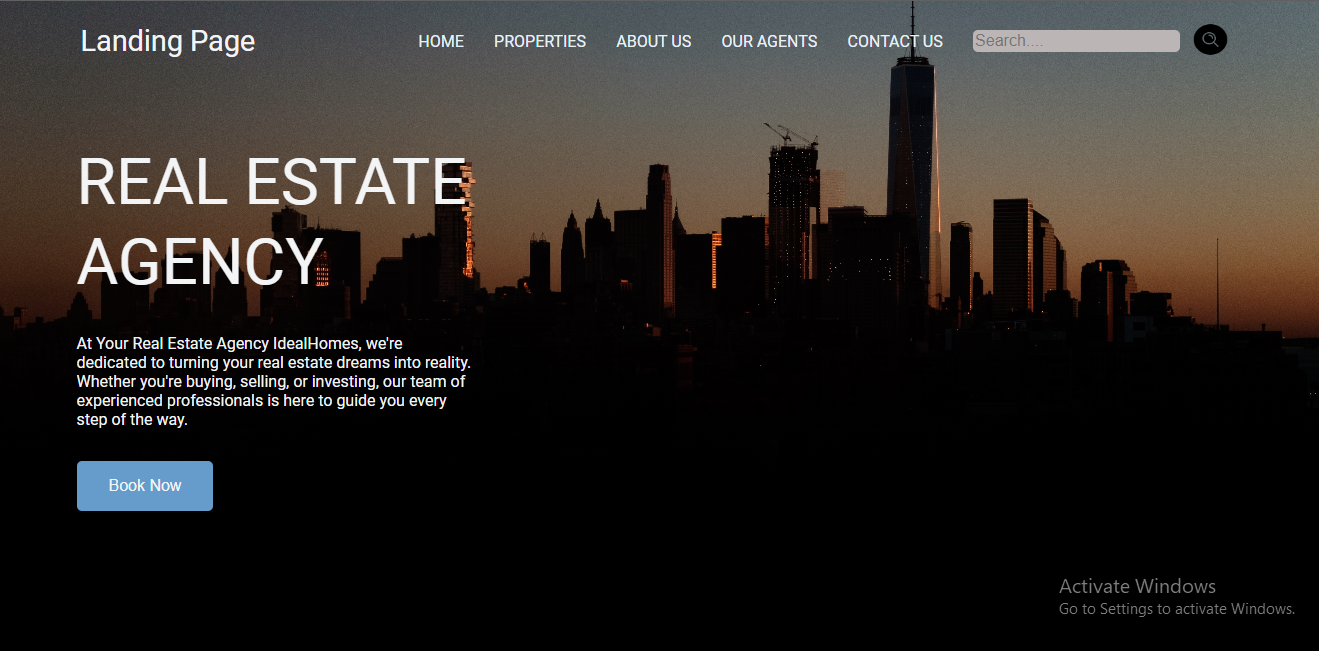 Landing Page
HOME PROPERTIES ABOUT US OUR AGENTS CONTACT US Search....
REAL ESTATE
AGENCY
At Your Real Estate Agency IdealHomes, we're
dedicated to turning your real estate dreams into reality.
Whether you're buying, selling, or investing, our team of
experienced professionals is here to guide you every
step of the way.
Book Now
Activate Windows
Go to Settings to activate Windows.